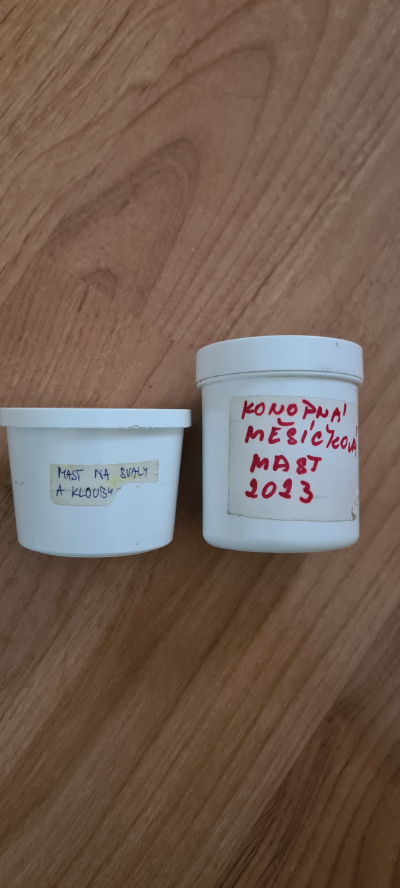 MAST NA SVALY
A KLOUBY
KONOPNÁ
MĚSÍČKOVÁ
MAST
2023